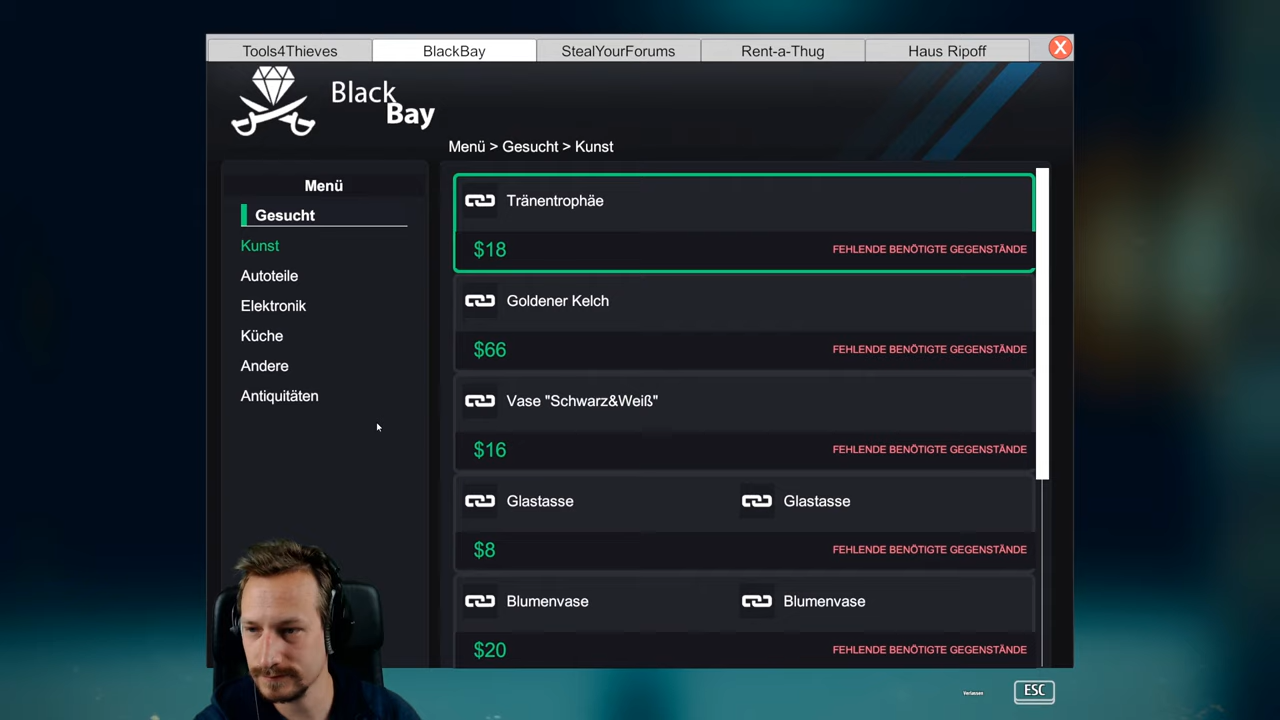 Tools4Thieves
BlackBay
StealYourForums
Rent-a-Thug
Haus Ripoff
X
Black
Bay
Menü > Gesucht > Kunst
Menü
Gesucht
Kunst
Autoteile
Elektronik
Küche
Andere
Antiquitäten
Tränentrophäe
$18 FEHLENDE BENÖTIGTE GEGENSTÄNDE
Goldener Kelch
$66 FEHLENDE BENÖTIGTE GEGENSTÄNDE
Vase "Schwarz&Weiß"
$16 FEHLENDE BENÖTIGTE GEGENSTÄNDE
Glastasse Glastasse
$8 FEHLENDE BENÖTIGTE GEGENSTÄNDE
Blumenvase Blumenvase
$20 FEHLENDE BENÖTIGTE GEGENSTÄNDE
Verlassen ESC